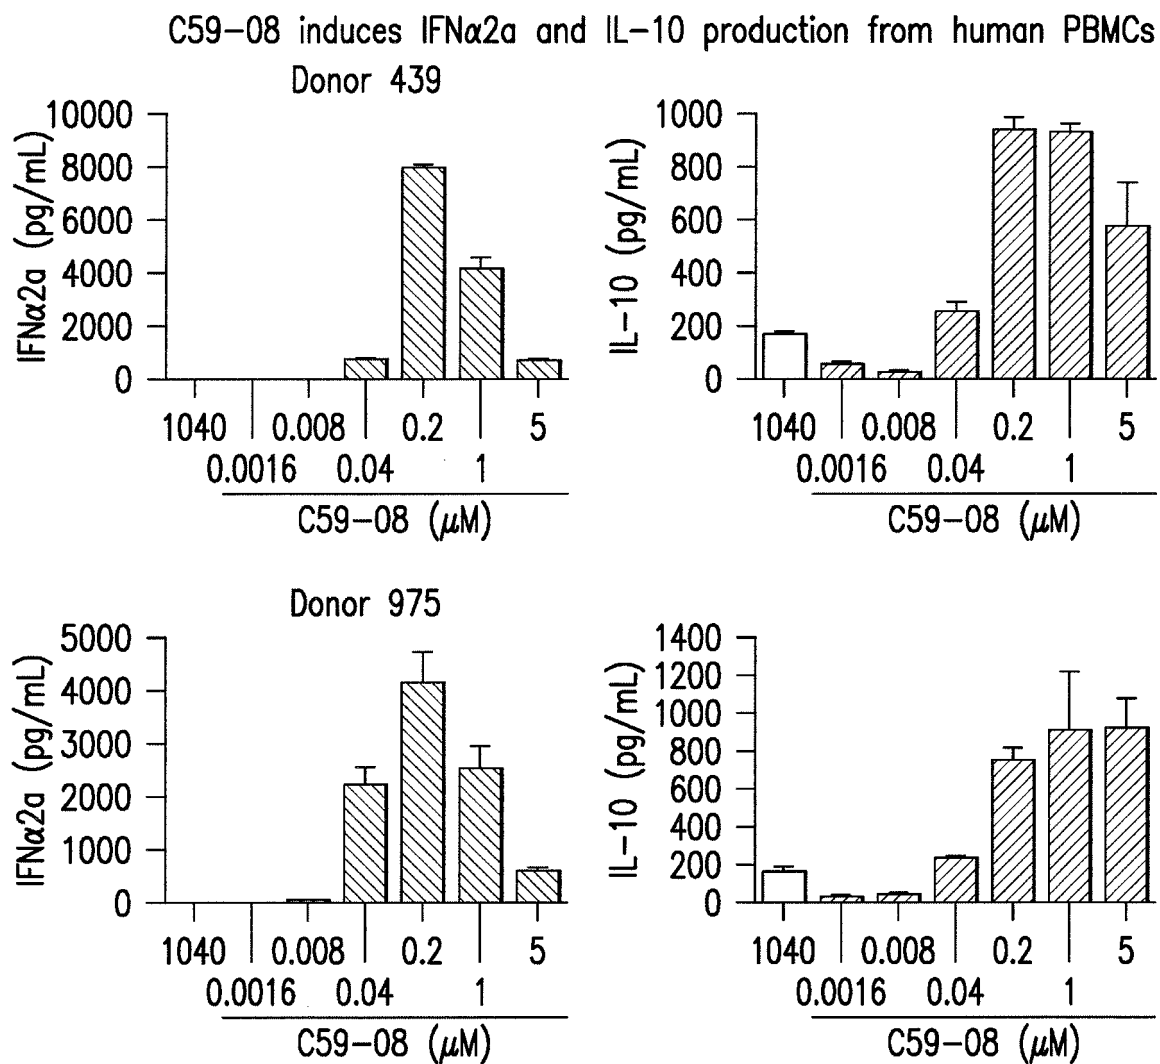 C59-08 induces IFNα2a and IL-10 production from human PBMCs
Donor 439
IFNα2a (pg/mL)
10000
8000
6000
4000
2000
0
1040 0.008 0.2 5
0.0016 0.04 1
C59-08 (μM)
IL-10 (pg/mL)
1000
800
600
400
200
0
1040 0.008 0.2 5
0.0016 0.04 1
C59-08 (μM)
Donor 975
IFNα2a (pg/mL)
5000
4000
3000
2000
1000
0
1040 0.008 0.2 5
0.0016 0.04 1
C59-08 (μM)
IL-10 (pg/mL)
1400
1200
1000
800
600
400
200
0
1040 0.008 0.2 5
0.0016 0.04 1
C59-08 (μM)